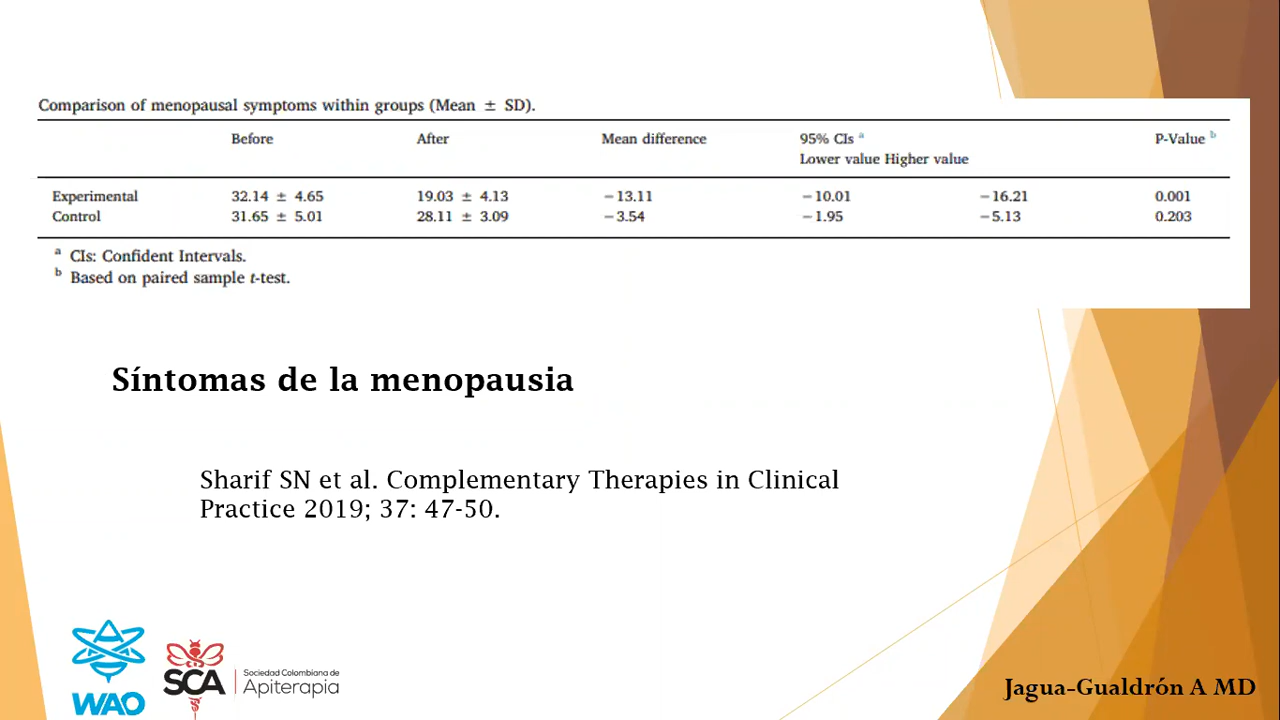 Comparison of menopausal symptoms within groups (Mean ± SD).
Before After Mean difference 95% CIs a P-Value b
Lower value Higher value
Experimental 32.14 ± 4.65 19.03 ± 4.13 −13.11 −10.01 −16.21 0.001
Control 31.65 ± 5.01 28.11 ± 3.09 −3.54 −1.95 −5.13 0.203
a CIs: Confident Intervals.
b Based on paired sample t-test.
Síntomas de la menopausia
Sharif SN et al. Complementary Therapies in Clinical
Practice 2019; 37: 47-50.
WAO
SCA
Sociedad Colombiana de
Apiterapia
Jagua-Gualdrón A MD